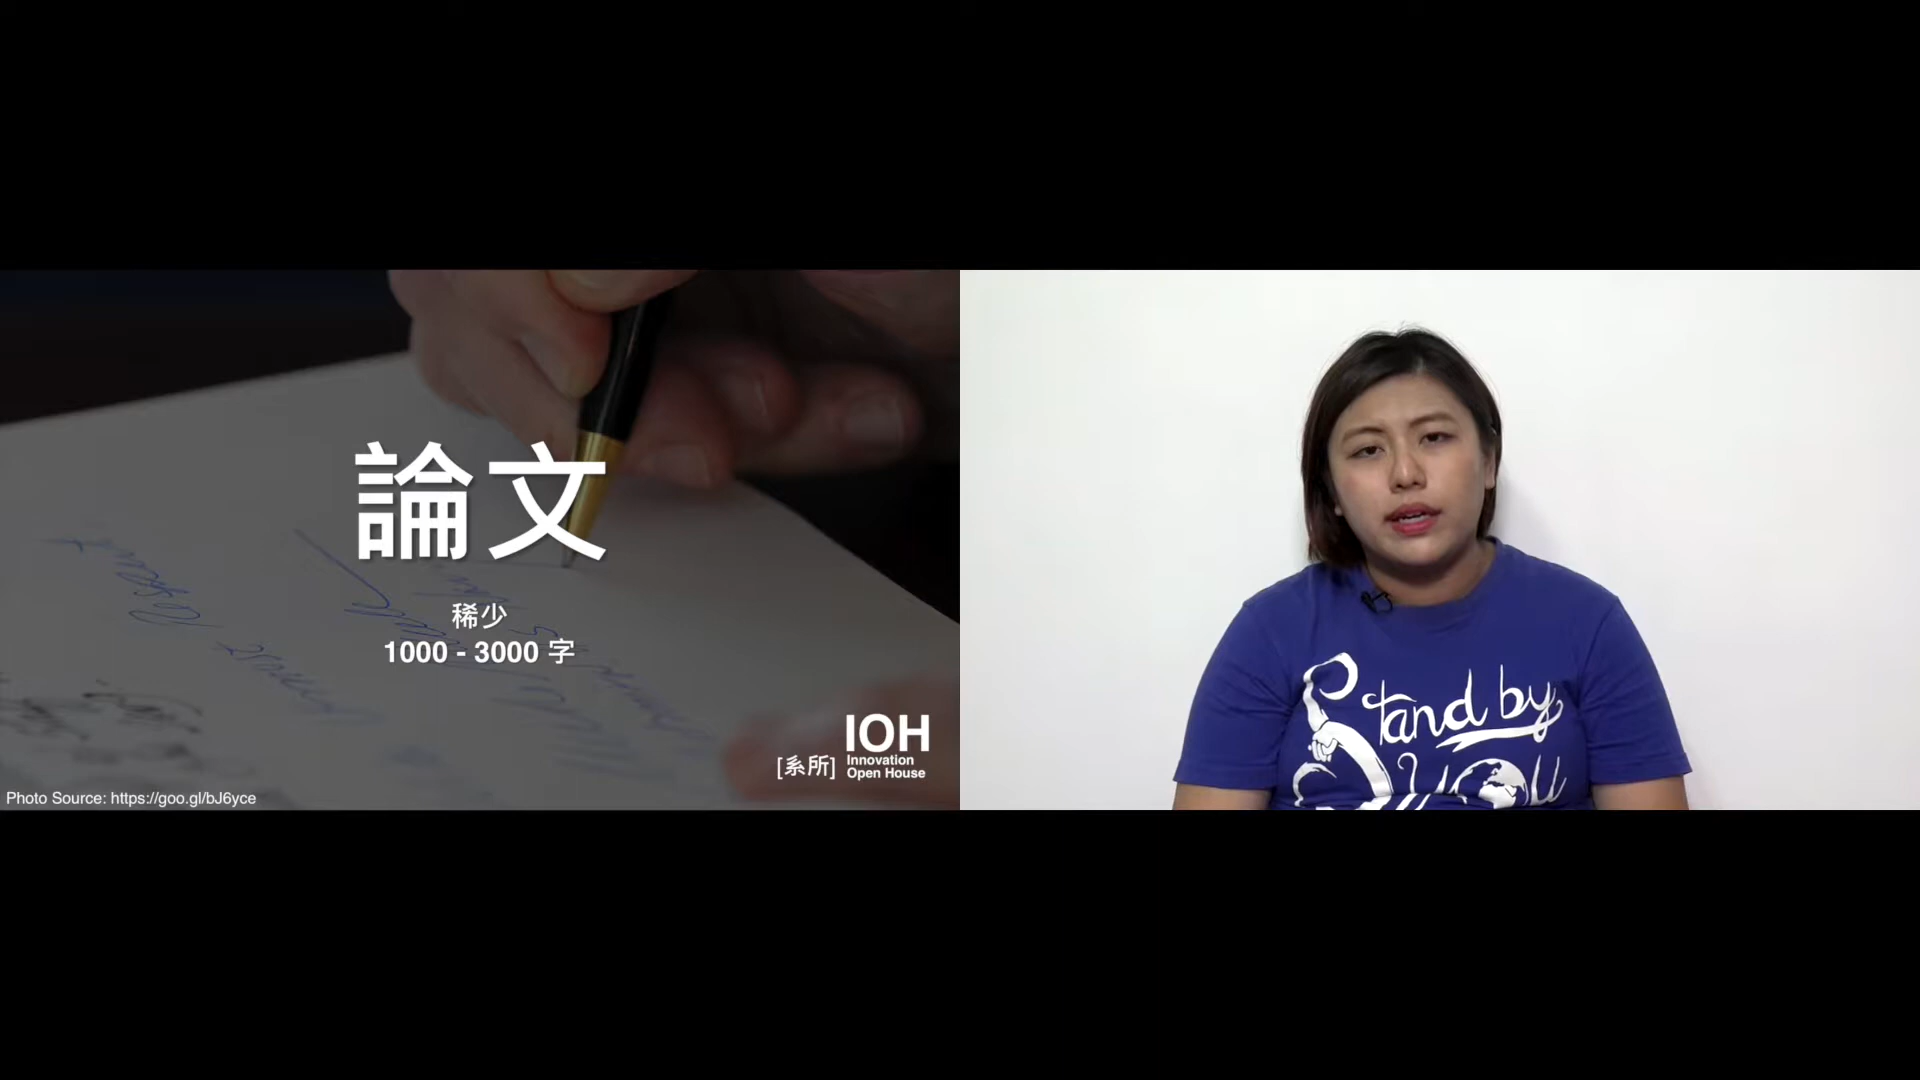 論文
稀少
1000 - 3000 字
[系所]
IOH
Innovation
Open House
Photo Source: https://goo.gl/bJ6yce
Stand by
you